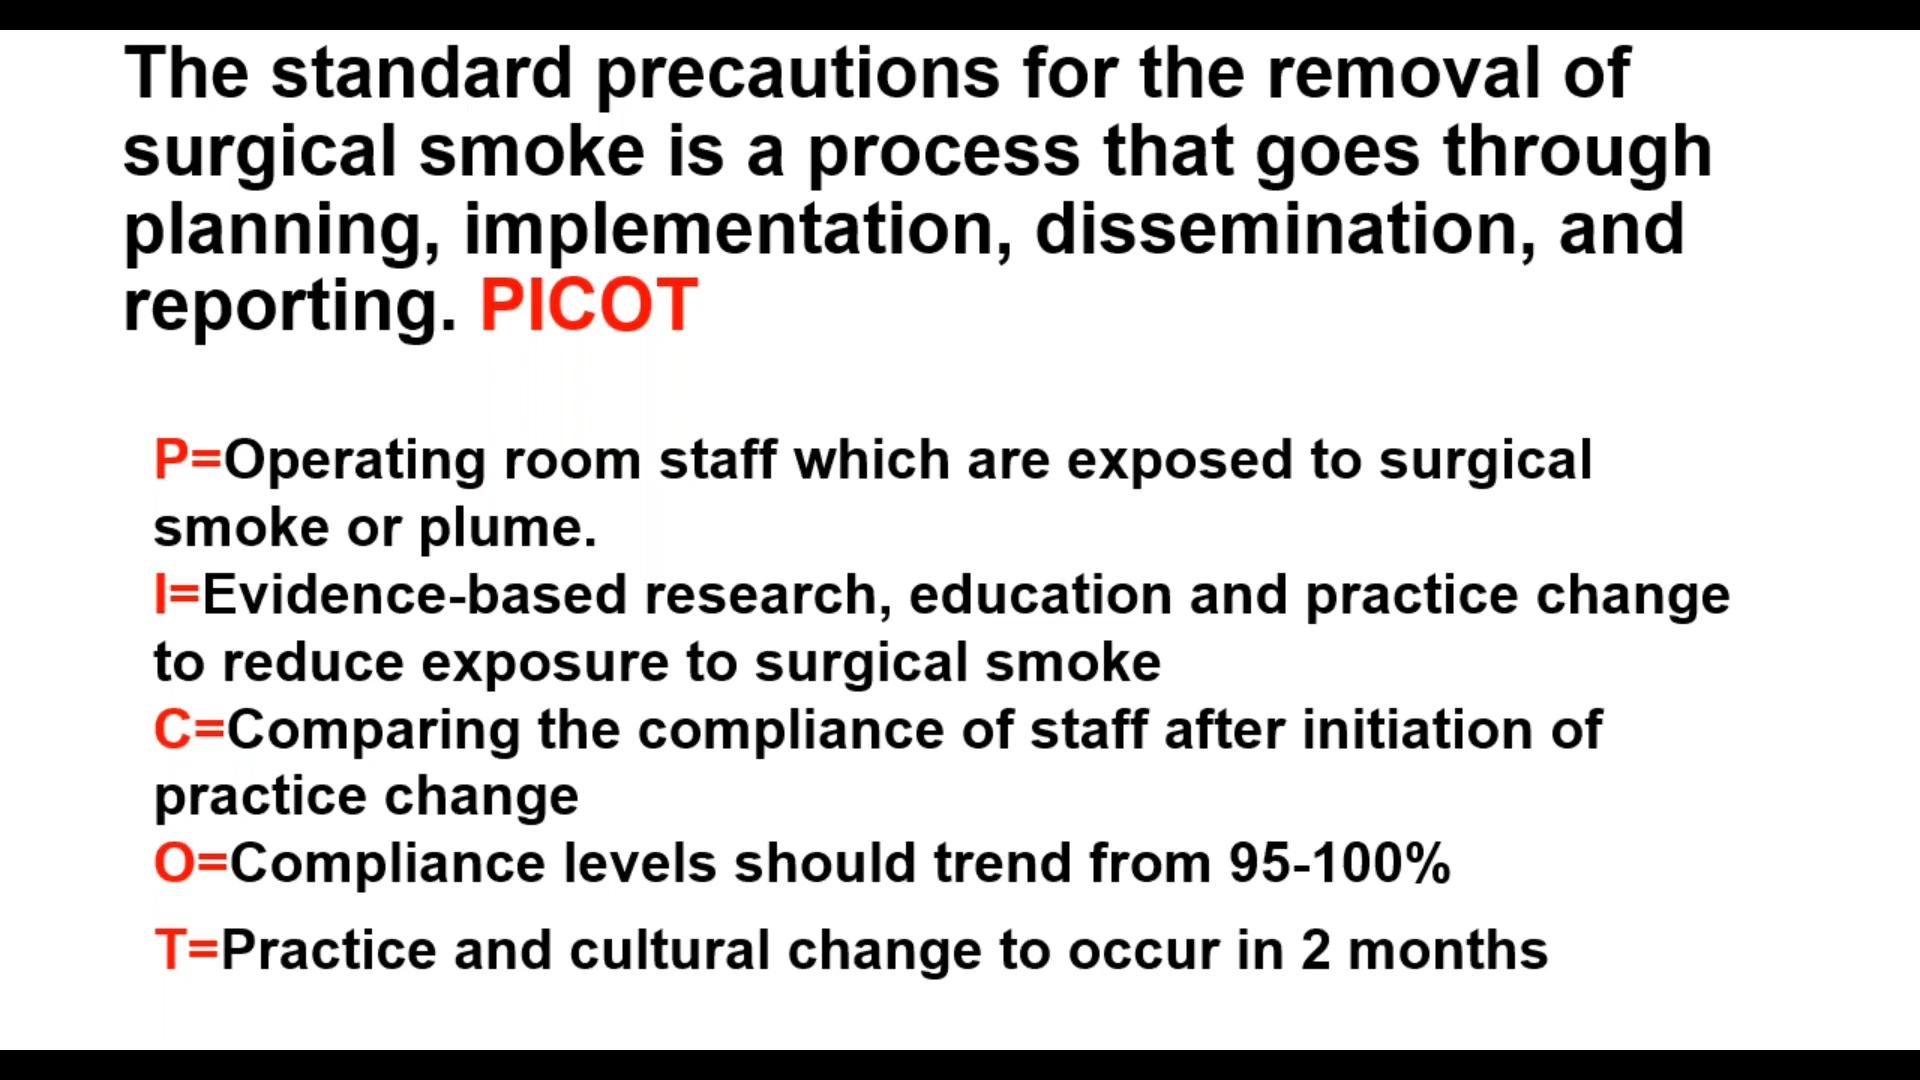 The standard precautions for the removal of
surgical smoke is a process that goes through
planning, implementation, dissemination, and
reporting. PICOT
P=Operating room staff which are exposed to surgical
smoke or plume.
I=Evidence-based research, education and practice change
to reduce exposure to surgical smoke
C=Comparing the compliance of staff after initiation of
practice change
O=Compliance levels should trend from 95-100%
T=Practice and cultural change to occur in 2 months